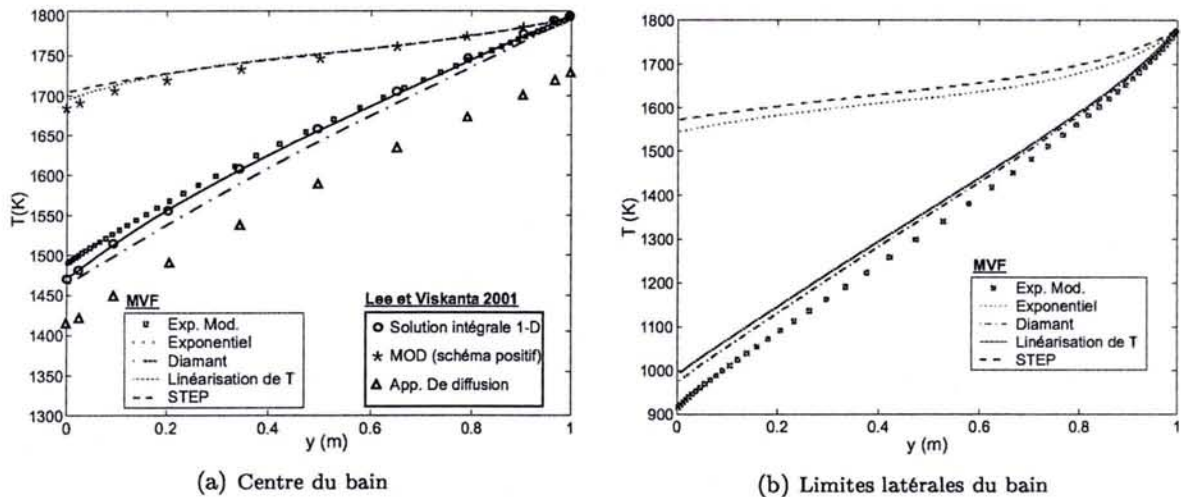 1800
1750
1700
1650
1600
1550
1500
1450
1400
1350
1300
T(K)
0
0.2
0.4
0.6
0.8
1
y (m)
MVF
Exp. Mod.
Exponentiel
Diamant
Linéarisation de T
STEP
Lee et Viskanta 2001
Solution intégrale 1-D
MOD (schéma positif)
App. De diffusion
(a) Centre du bain
1800
1700
1600
1500
1400
1300
1200
1100
1000
900
T (K)
0
0.2
0.4
0.6
0.8
1
y (m)
MVF
Exp. Mod.
Exponentiel
Diamant
Linéarisation de T
STEP
(b) Limites latérales du bain